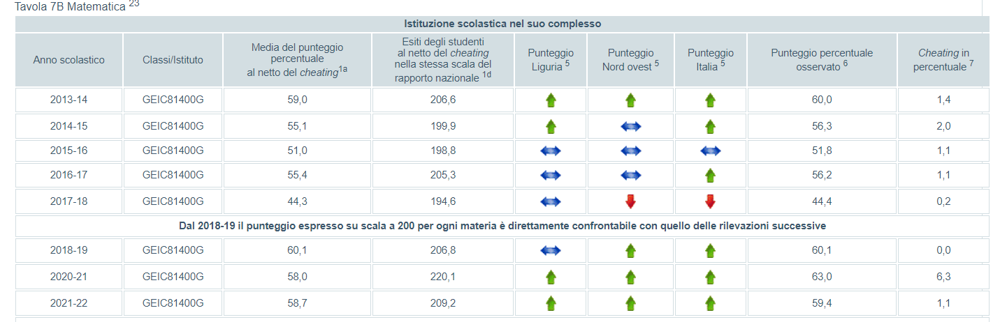 Tavola 7B Matematica 23
Istituzione scolastica nel suo complesso
Anno scolastico
Classi/Istituto
Media del punteggio
percentuale
al netto del cheating1a
Esiti degli studenti
al netto del cheating
nella stessa scala del
rapporto nazionale 1d
Punteggio
Liguria 5
Punteggio
Nord ovest 5
Punteggio
Italia 5
Punteggio percentuale
osservato 6
Cheating in
percentuale 7
2013-14 GEIC81400G 59,0 206,6 60,0 1,4
2014-15 GEIC81400G 55,1 199,9 56,3 2,0
2015-16 GEIC81400G 51,0 198,8 51,8 1,1
2016-17 GEIC81400G 55,4 205,3 56,2 1,1
2017-18 GEIC81400G 44,3 194,6 44,4 0,2
Dal 2018-19 il punteggio espresso su scala a 200 per ogni materia è direttamente confrontabile con quello delle rilevazioni successive
2018-19 GEIC81400G 60,1 206,8 60,1 0,0
2020-21 GEIC81400G 58,0 220,1 63,0 6,3
2021-22 GEIC81400G 58,7 209,2 59,4 1,1